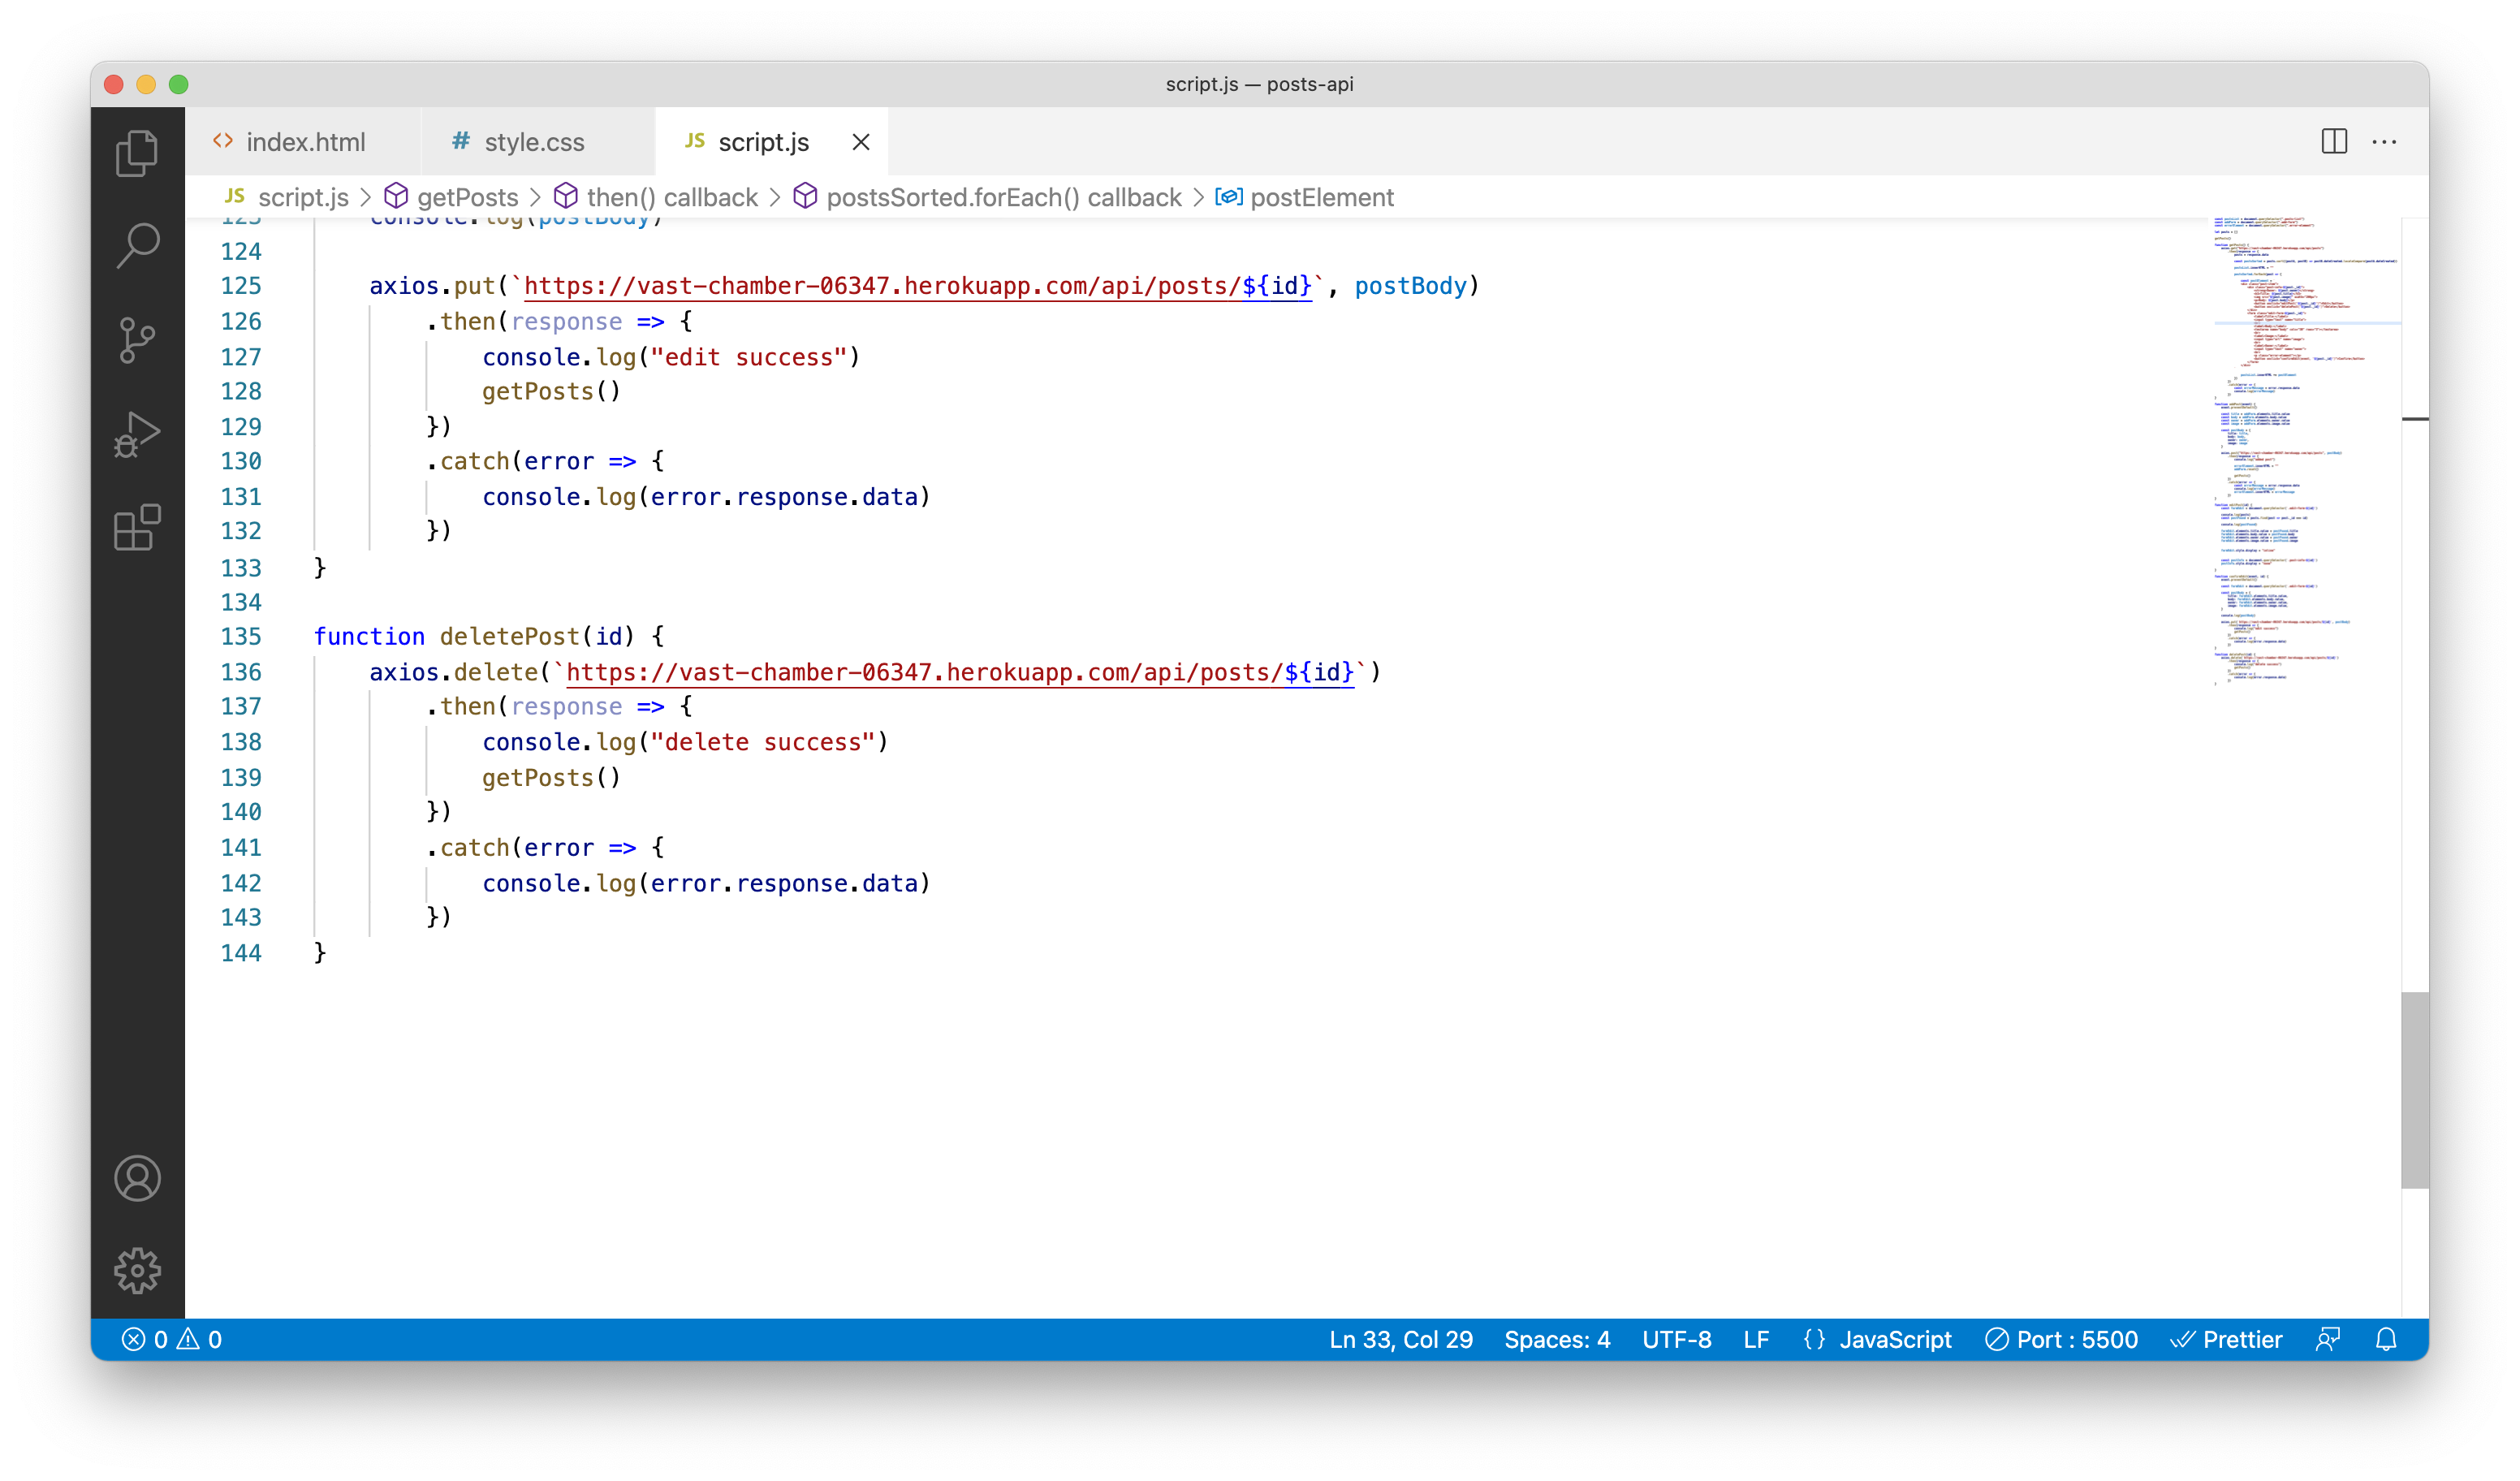 script.js — posts-api
<> index.html # style.css JS script.js
JS script.js > getPosts > then() callback > postsSorted.forEach() callback > postElement
123 console.log(postBody)
124
125 axios.put(`https://vast-chamber-06347.herokuapp.com/api/posts/${id}`, postBody)
126 .then(response => {
127 console.log("edit success")
128 getPosts()
129 })
130 .catch(error => {
131 console.log(error.response.data)
132 })
133 }
134
135 function deletePost(id) {
136 axios.delete(`https://vast-chamber-06347.herokuapp.com/api/posts/${id}`)
137 .then(response => {
138 console.log("delete success")
139 getPosts()
140 })
141 .catch(error => {
142 console.log(error.response.data)
143 })
144 }
0 0 Ln 33, Col 29 Spaces: 4 UTF-8 LF {} JavaScript Port : 5500 Prettier